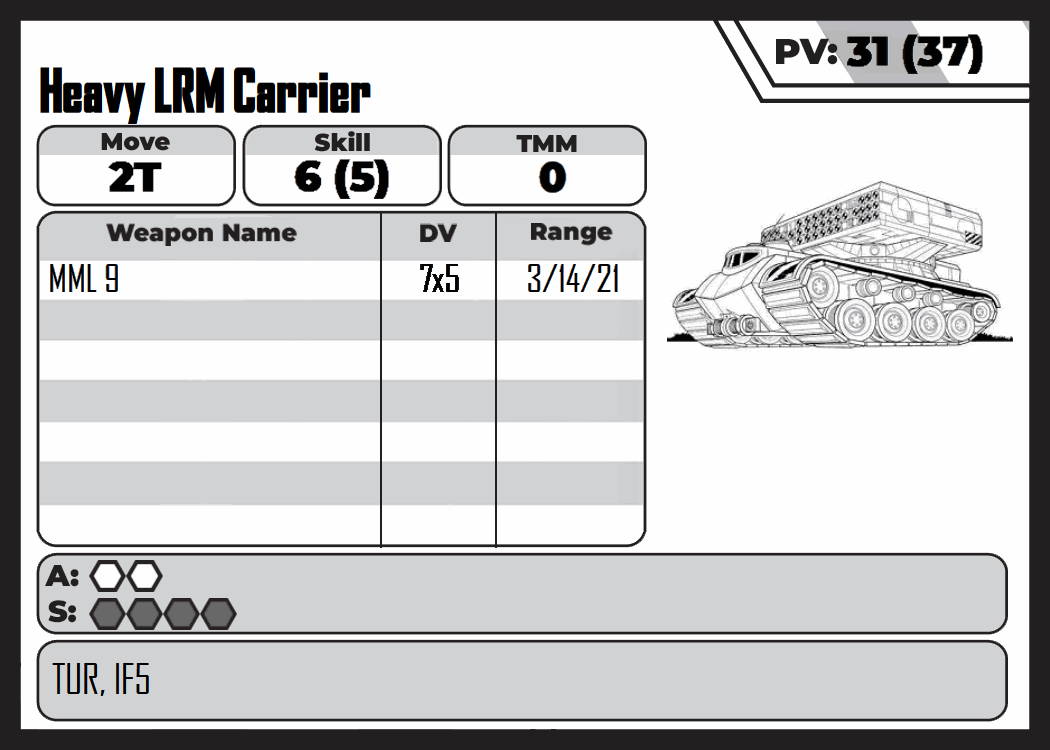 PV: 31 (37)
Heavy LRM Carrier
Move Skill TMM
2T 6 (5) 0
Weapon Name DV Range
MML 9 7x5 3/14/21
A:
S:
TUR, IF5